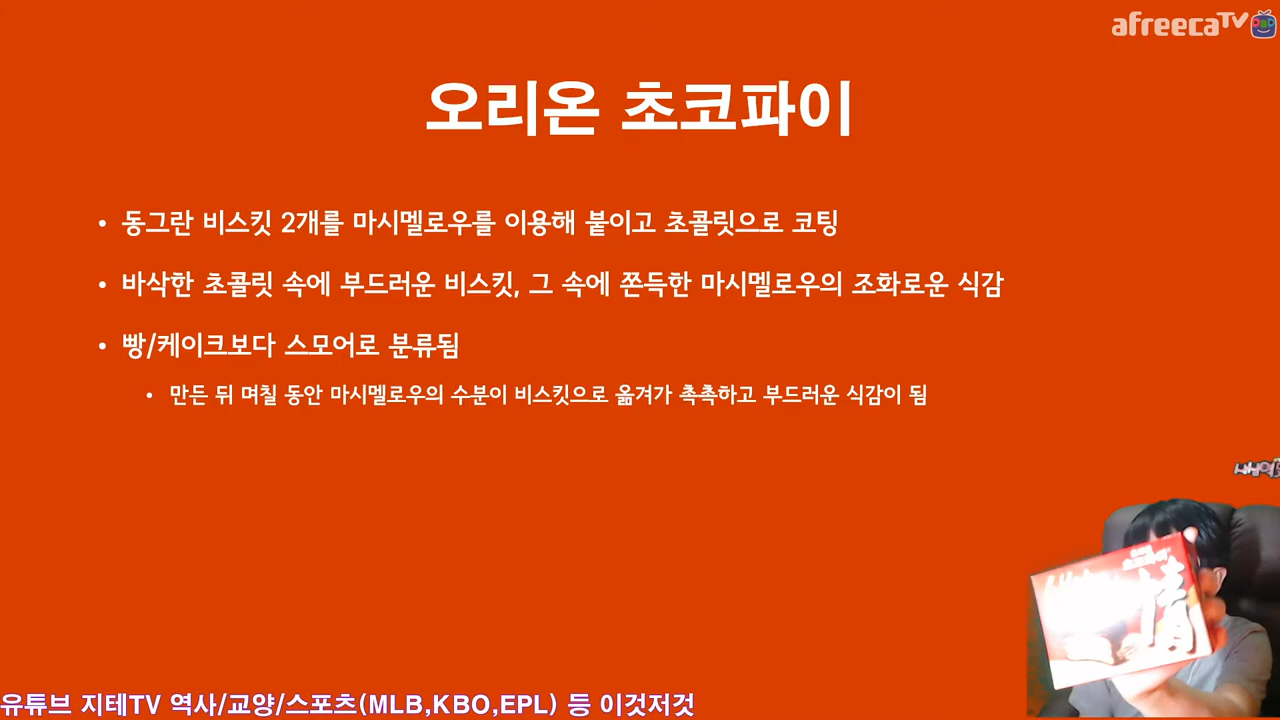 afreecaTV
오리온 초코파이
• 동그란 비스킷 2개를 마시멜로우를 이용해 붙이고 초콜릿으로 코팅
• 바삭한 초콜릿 속에 부드러운 비스킷, 그 속에 쫀득한 마시멜로우의 조화로운 식감
• 빵/케이크보다 스모어로 분류됨
• 만든 뒤 며칠 동안 마시멜로우의 수분이 비스킷으로 옮겨가 촉촉하고 부드러운 식감이 됨
초코파이
情
유튜브 지테TV 역사/교양/스포츠(MLB,KBO,EPL) 등 이것저것